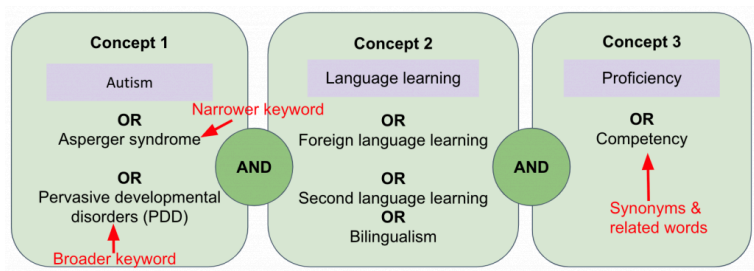 Concept 1
Autism
OR
Narrower keyword
Asperger syndrome
OR
Pervasive developmental
disorders (PDD)
Broader keyword
AND
Concept 2
Language learning
OR
Foreign language learning
OR
Second language learning
OR
Bilingualism
AND
Concept 3
Proficiency
OR
Competency
Synonyms &
related words